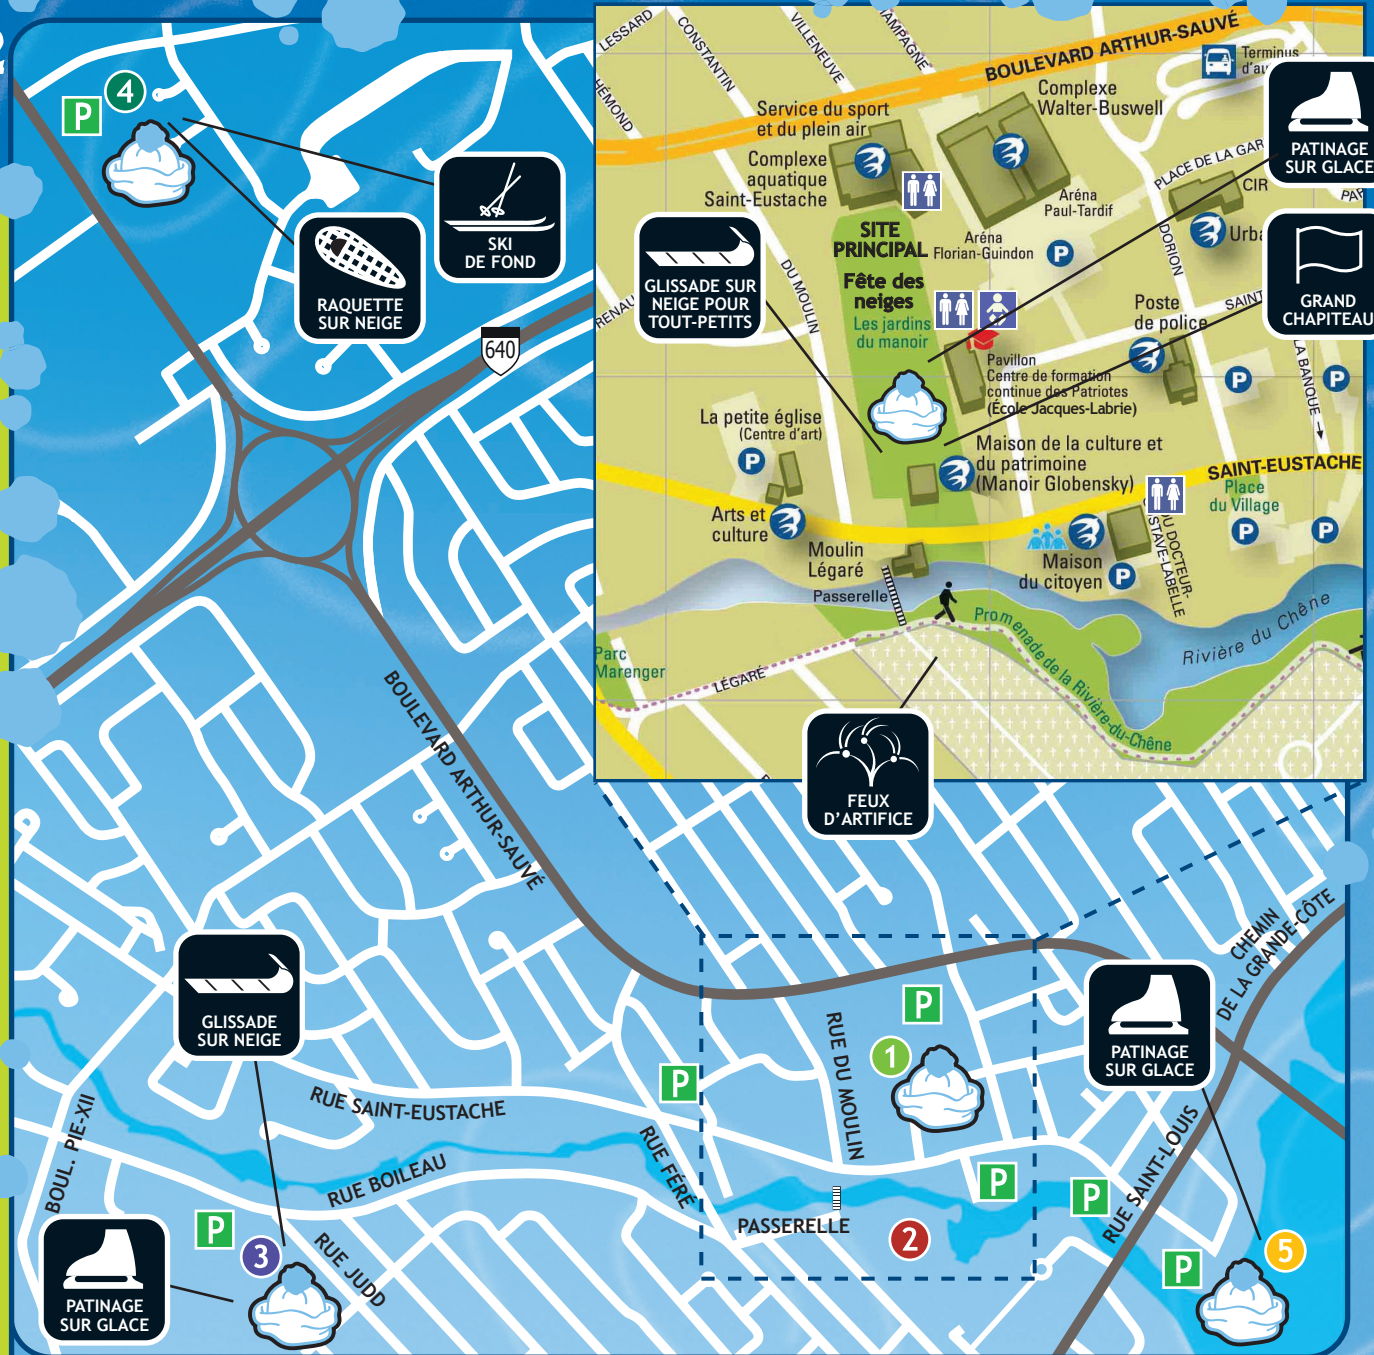 P
4
SKI
DE FOND
RAQUETTE
SUR NEIGE
640
LESSARD
CONSTANTIN
VILLENEUVE
BOULEVARD ARTHUR-SAUVÉ
Terminus
Complexe
Walter-Buswell
Service du sport
et du plein air
Complexe
aquatique
Saint-Eustache
PATINAGE
SUR GLACE
PLACE DE LA GAR
CIR
Aréna
Paul-Tardif
SITE
PRINCIPAL
Aréna
Florian-Guindon
P
DORION
Urba
Fête des
neiges
Les jardins
du manoir
GLISSADE SUR
NEIGE POUR
TOUT-PETITS
DU MOULIN
GRAND
CHAPITEAU
SAINT
Poste
de police
Pavillon
Centre de formation
continue des Patriotes
(École Jacques-Labrie)
P
P
LA BANQUE
La petite église
(Centre d'art)
P
Maison de la culture et
du patrimoine
(Manoir Globensky)
SAINT-EUSTACHE
Place
du Village
P
P
Arts et
culture
Moulin
Légaré
Maison
du citoyen
P
DU DOCTEUR-
Passerelle
Promenade de la Rivière-du-Chêne
Rivière du Chêne
Parc
Marenger
LÉGARÉ
FEUX
D'ARTIFICE
BOULEVARD ARTHUR-SAUVÉ
CHEMIN
DE LA GRANDE-CÔTE
GLISSADE
SUR NEIGE
PATINAGE
SUR GLACE
P
1
P
RUE DU MOULIN
RUE SAINT-EUSTACHE
BOUL. PIE-XII
RUE BOILEAU
RUE FÉRÉ
P
P
RUE SAINT-LOUIS
PASSERELLE
2
P
3
RUE JUDD
PATINAGE
SUR GLACE
P
5